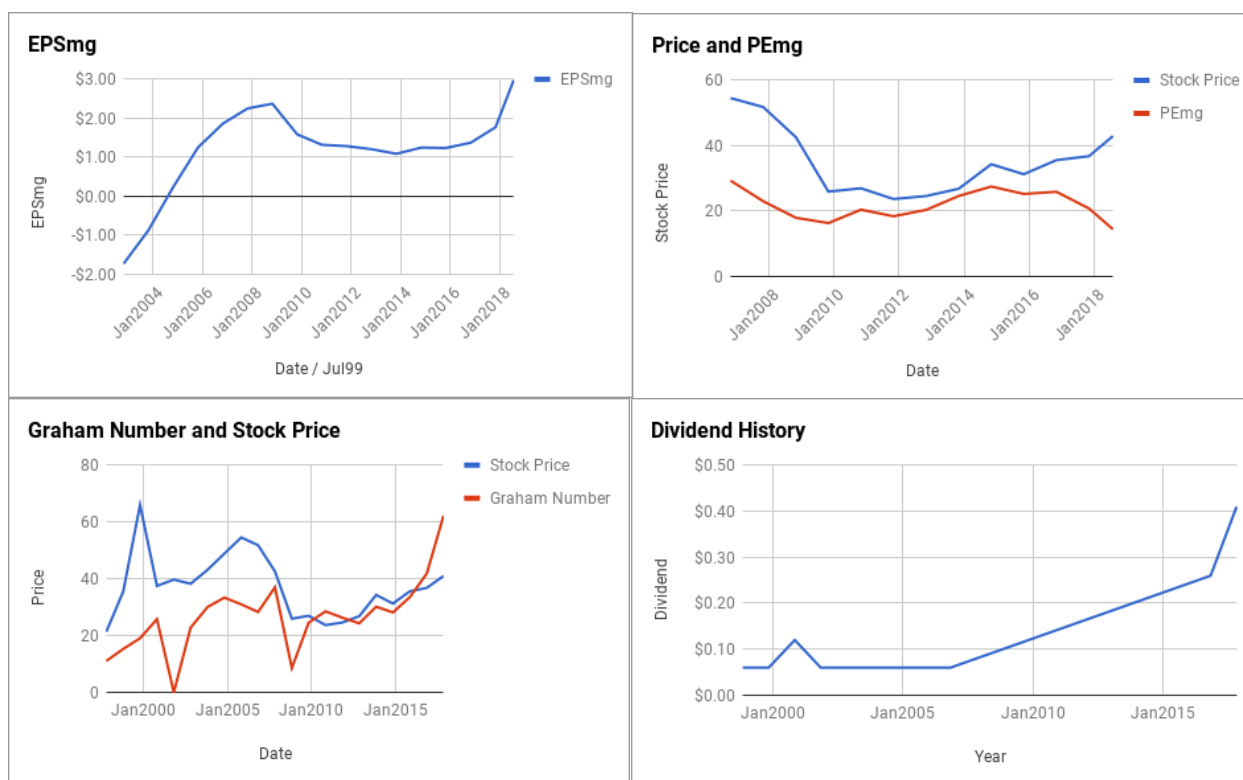 EPSmg
$3.00
$2.00
$1.00
$0.00
-$1.00
-$2.00
EPSmg
Jan2004
Jan2006
Jan2008
Jan2010
Jan2012
Jan2014
Jan2016
Jan2018
Date / Jul99
EPSmg
Price and PEmg
60
40
20
0
Stock Price
Jan2008
Jan2010
Jan2012
Jan2014
Jan2016
Jan2018
Date
Stock Price
PEmg
Graham Number and Stock Price
80
60
40
20
0
Price
Jan2000
Jan2005
Jan2010
Jan2015
Date
Stock Price
Graham Number
Dividend History
$0.50
$0.40
$0.30
$0.20
$0.10
$0.00
Dividend
Jan2000
Jan2005
Jan2010
Jan2015
Year